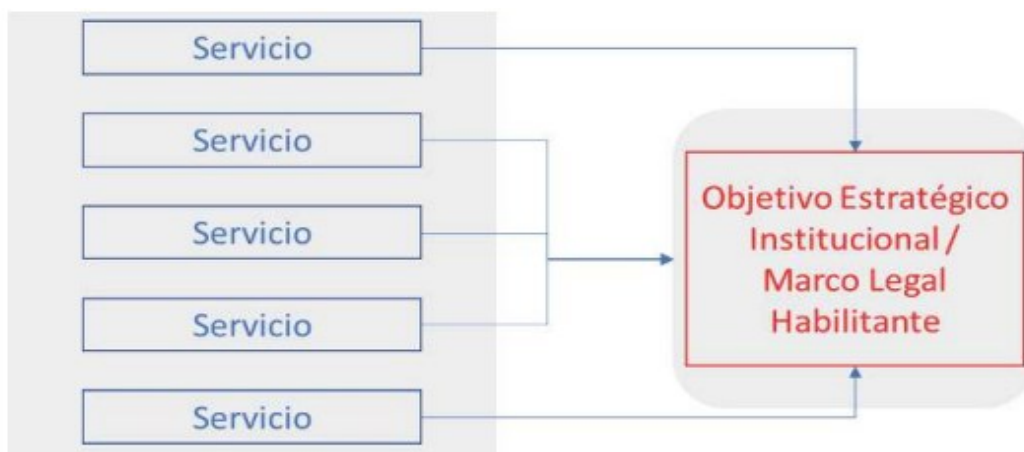 Servicio
Servicio
Servicio
Servicio
Servicio
Objetivo Estratégico
Institucional /
Marco Legal
Habilitante